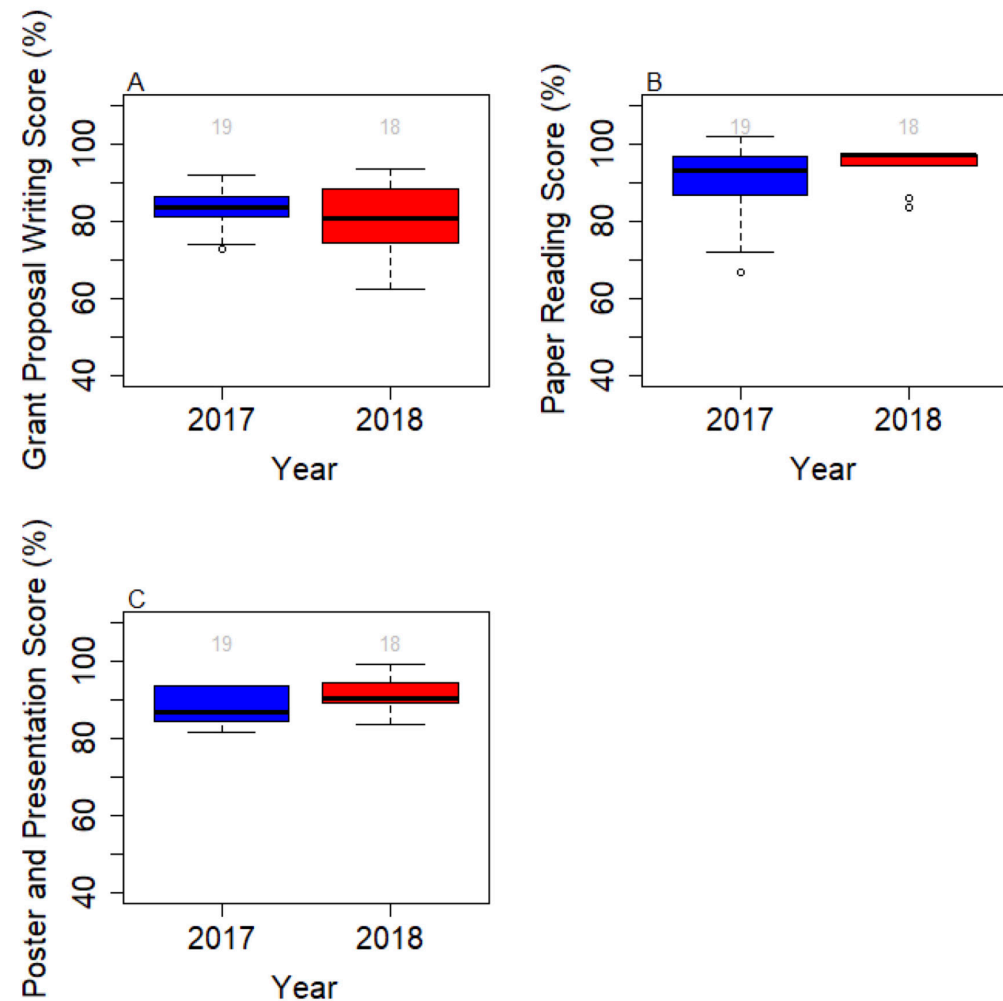 A
Grant Proposal Writing Score (%)
100
80
60
40
19
18
2017
2018
Year
B
Paper Reading Score (%)
100
80
60
40
19
18
2017
2018
Year
C
Poster and Presentation Score (%)
100
80
60
40
19
18
2017
2018
Year